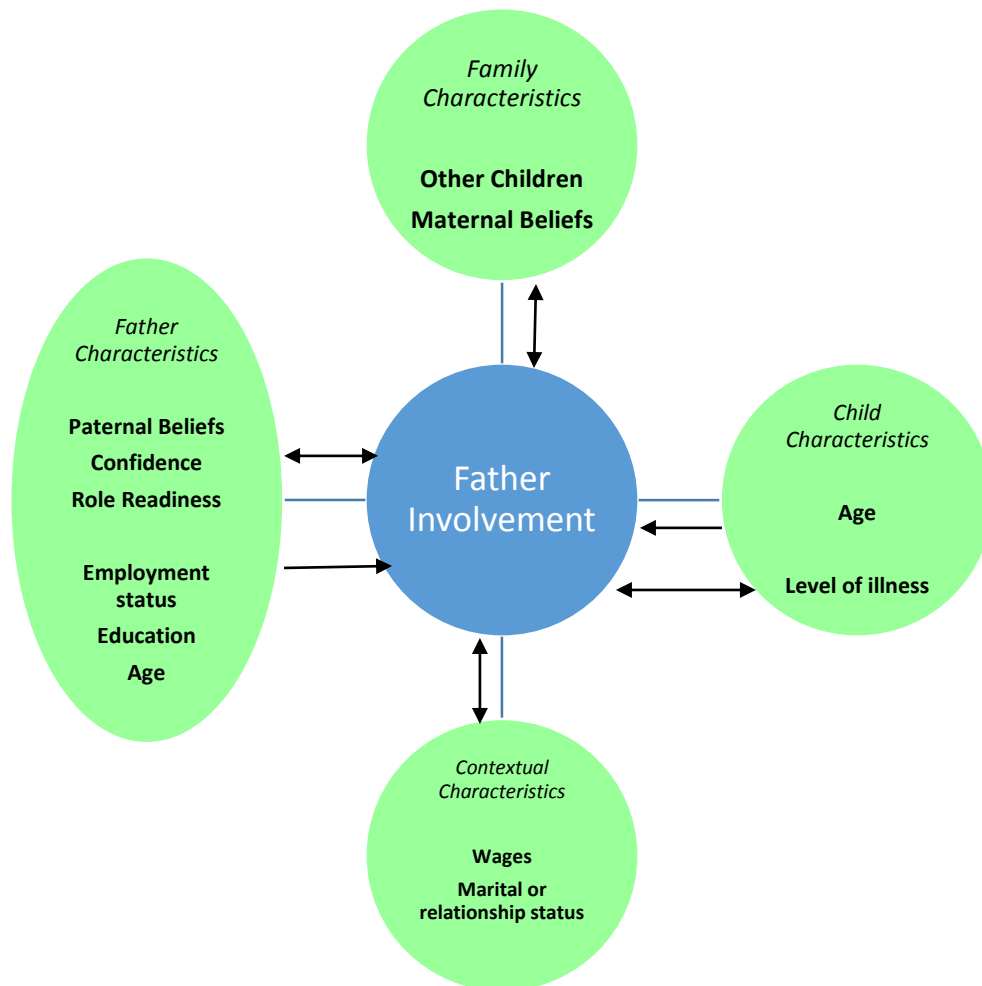 Family
Characteristics
Other Children
Maternal Beliefs
Father
Characteristics
Paternal Beliefs
Confidence
Role Readiness
Employment
status
Education
Age
Father
Involvement
Child
Characteristics
Age
Level of illness
Contextual
Characteristics
Wages
Marital or
relationship status